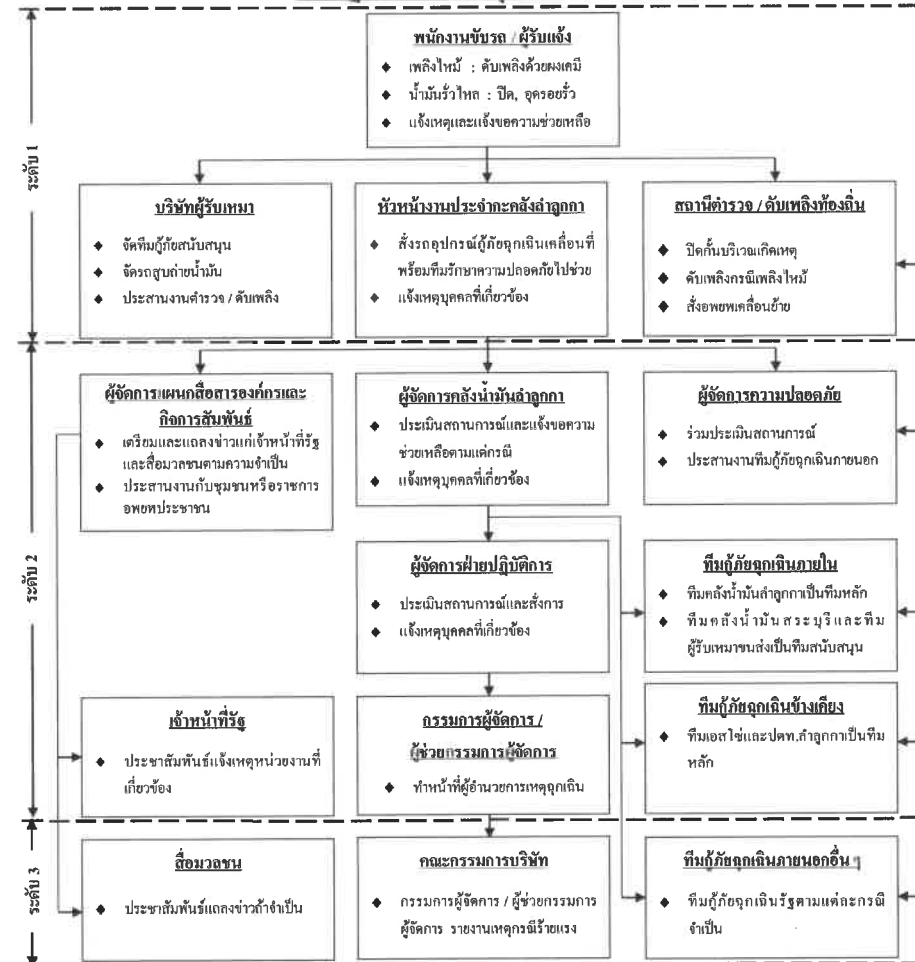 พนักงานขับรถ / ผู้รับแจ้ง
◆ เพลิงไหม้ : ดับเพลิงด้วยผงเคมี
◆ น้ำมันรั่วไหล : ปิด, อุดรอยรั่ว
◆ แจ้งเหตุและแจ้งขอความช่วยเหลือ
ระดับ 1
บริษัทผู้รับเหมา
◆ จัดทีมกู้ภัยสนับสนุน
◆ จัดรถสูบถ่ายน้ำมัน
◆ ประสานงานตำรวจ / ดับเพลิง
หัวหน้างานประจำกะคลังลำลูกกา
◆ สั่งรถอุปกรณ์กู้ภัยฉุกเฉินเคลื่อนที่
พร้อมทีมรักษาความปลอดภัยไปช่วย
◆ แจ้งเหตุบุคคลที่เกี่ยวข้อง
สถานีตำรวจ / ดับเพลิงท้องถิ่น
◆ ปิดกั้นบริเวณเกิดเหตุ
◆ ดับเพลิงกรณีเพลิงไหม้
◆ สั่งอพยพเคลื่อนย้าย
ระดับ 2
ผู้จัดการแผนกสื่อสารองค์กรและ
กิจการสัมพันธ์
◆ เตรียมและแถลงข่าวแก่เจ้าหน้าที่รัฐ
และสื่อมวลชนตามความจำเป็น
◆ ประสานงานกับชุมชนหรือราชการ
อพยพประชาชน
ผู้จัดการคลังน้ำมันลำลูกกา
◆ ประเมินสถานการณ์และแจ้งขอความ
ช่วยเหลือตามแต่กรณี
◆ แจ้งเหตุบุคคลที่เกี่ยวข้อง
ผู้จัดการความปลอดภัย
◆ ร่วมประเมินสถานการณ์
◆ ประสานงานทีมกู้ภัยฉุกเฉินภายนอก
ผู้จัดการฝ่ายปฏิบัติการ
◆ ประเมินสถานการณ์และสั่งการ
◆ แจ้งเหตุบุคคลที่เกี่ยวข้อง
ทีมกู้ภัยฉุกเฉินภายใน
◆ ทีมคลังน้ำมันลำลูกกาเป็นทีมหลัก
◆ ทีมคลังน้ำมันสระบุรีและทีม
ผู้รับเหมาขนส่งเป็นทีมสนับสนุน
เจ้าหน้าที่รัฐ
◆ ประชาสัมพันธ์แจ้งเหตุหน่วยงานที่
เกี่ยวข้อง
กรรมการผู้จัดการ /
ผู้ช่วยกรรมการผู้จัดการ
◆ ทำหน้าที่ผู้อำนวยการเหตุฉุกเฉิน
ทีมกู้ภัยฉุกเฉินข้างเคียง
◆ ทีมเอสโซ่และปตท.ลำลูกกาเป็นทีม
หลัก
ระดับ 3
สื่อมวลชน
◆ ประชาสัมพันธ์แถลงข่าวถ้าจำเป็น
คณะกรรมการบริษัท
◆ กรรมการผู้จัดการ / ผู้ช่วยกรรมการ
ผู้จัดการ รายงานเหตุกรณีร้ายแรง
ทีมกู้ภัยฉุกเฉินภายนอกอื่น ๆ
◆ ทีมกู้ภัยฉุกเฉินรัฐตามแต่ละกรณี
จำเป็น